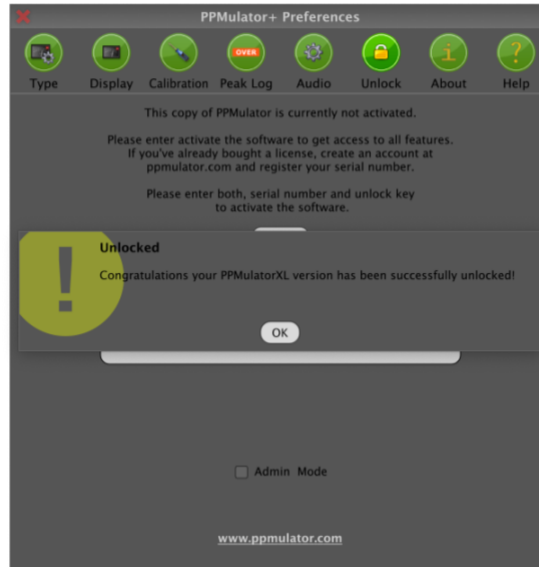 PPMulator+ Preferences
OVER
Type Display Calibration Peak Log Audio Unlock About Help
This copy of PPMulator is currently not activated.
Please enter activate the software to get access to all features.
If you've already bought a license, create an account at
ppmulator.com and register your serial number.
Please enter both, serial number and unlock key
to activate the software.
Unlocked
Congratulations your PPMulatorXL version has been successfully unlocked!
OK
Admin Mode
www.ppmulator.com